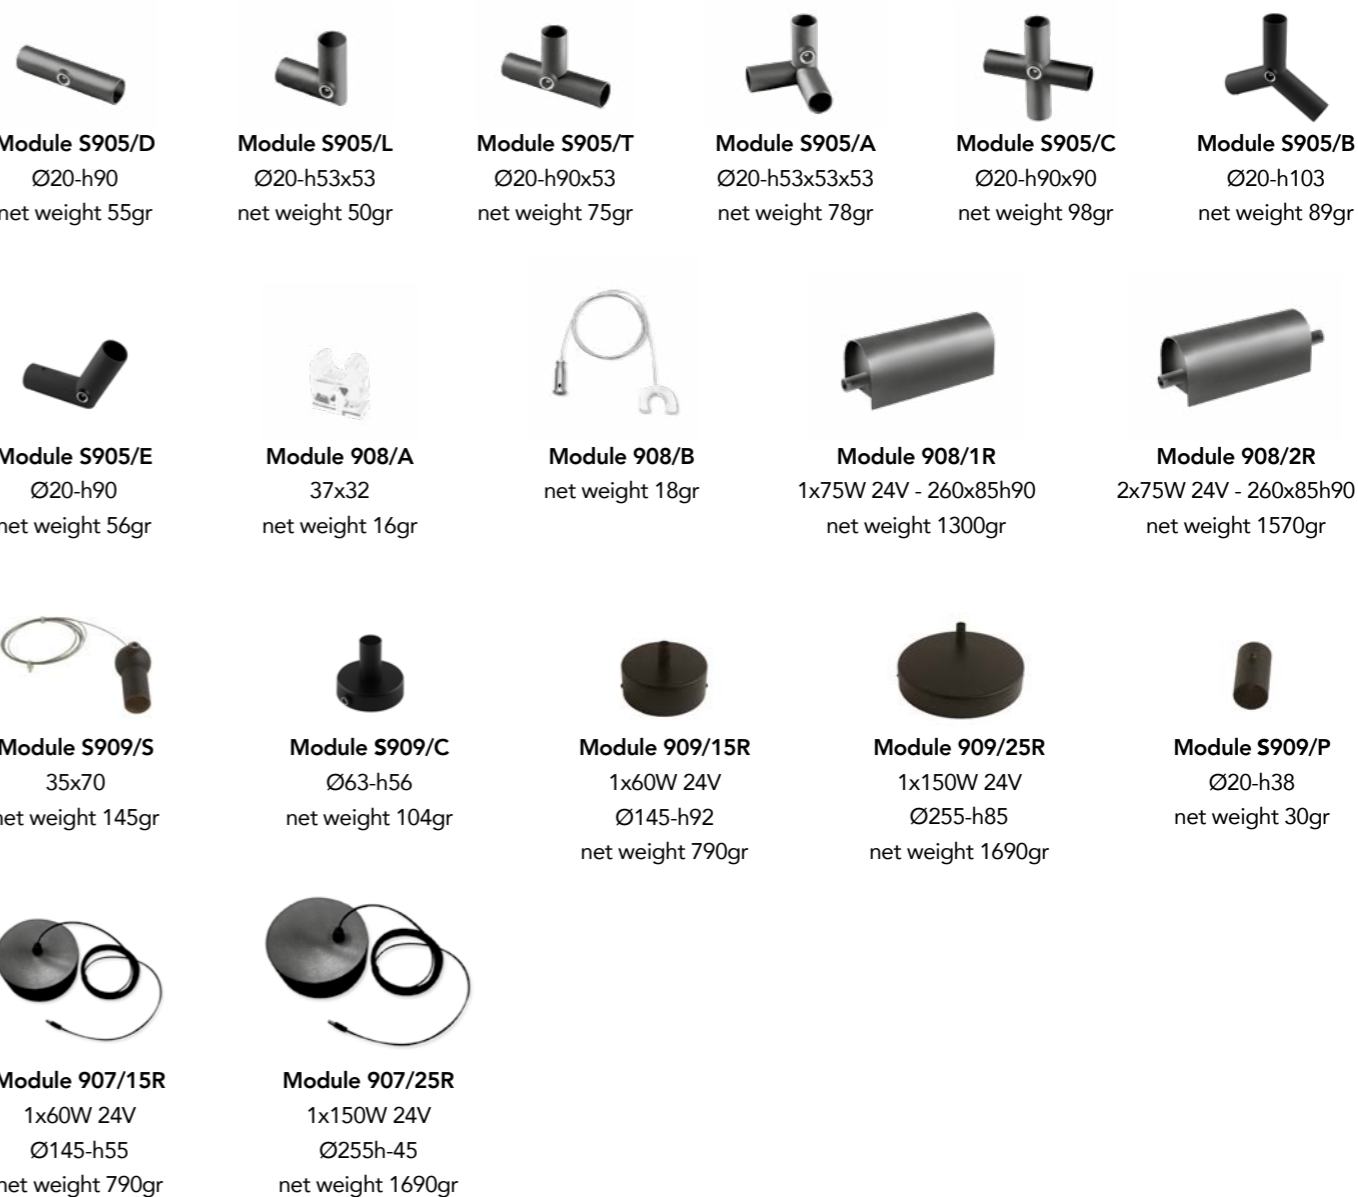 Module S905/D
Ø20-h90
net weight 55gr
Module S905/L
Ø20-h53x53
net weight 50gr
Module S905/T
Ø20-h90x53
net weight 75gr
Module S905/A
Ø20-h53x53x53
net weight 78gr
Module S905/C
Ø20-h90x90
net weight 98gr
Module S905/B
Ø20-h103
net weight 89gr
Module S905/E
Ø20-h90
net weight 56gr
Module 908/A
37x32
net weight 16gr
Module 908/B
net weight 18gr
Module 908/1R
1x75W 24V - 260x85h90
net weight 1300gr
Module 908/2R
2x75W 24V - 260x85h90
net weight 1570gr
Module S909/S
35x70
net weight 145gr
Module S909/C
Ø63-h56
net weight 104gr
Module 909/15R
1x60W 24V
Ø145-h92
net weight 790gr
Module 909/25R
1x150W 24V
Ø255-h85
net weight 1690gr
Module S909/P
Ø20-h38
net weight 30gr
Module 907/15R
1x60W 24V
Ø145-h55
net weight 790gr
Module 907/25R
1x150W 24V
Ø255h-45
net weight 1690gr